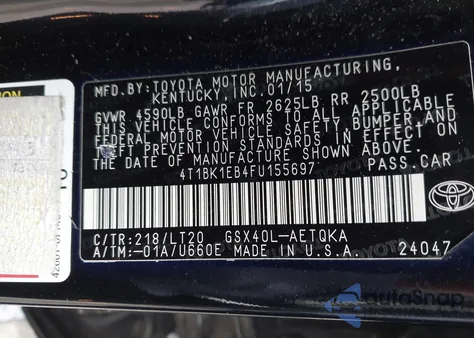 MFD.BY: TOYOTA MOTOR MANUFACTURING,
KENTUCKY, INC. 01/15
GVWR 4590LB GAWR FR 2625LB RR 2500LB
THIS VEHICLE CONFORMS TO ALL APPLICABLE
FEDERAL MOTOR VEHICLE SAFETY, BUMPER,
THEFT PREVENTION STANDARDS IN EFFECT ON
THE DATE OF MANUFACTURE SHOWN ABOVE.
4T1BK1EB4FU155697 PASS.CAR
C/TR: 218/LT20 GSX40L-AETQKA
A/TM: -01A/U660E MADE IN U.S.A. 24047
TOYOTA
autoSnap